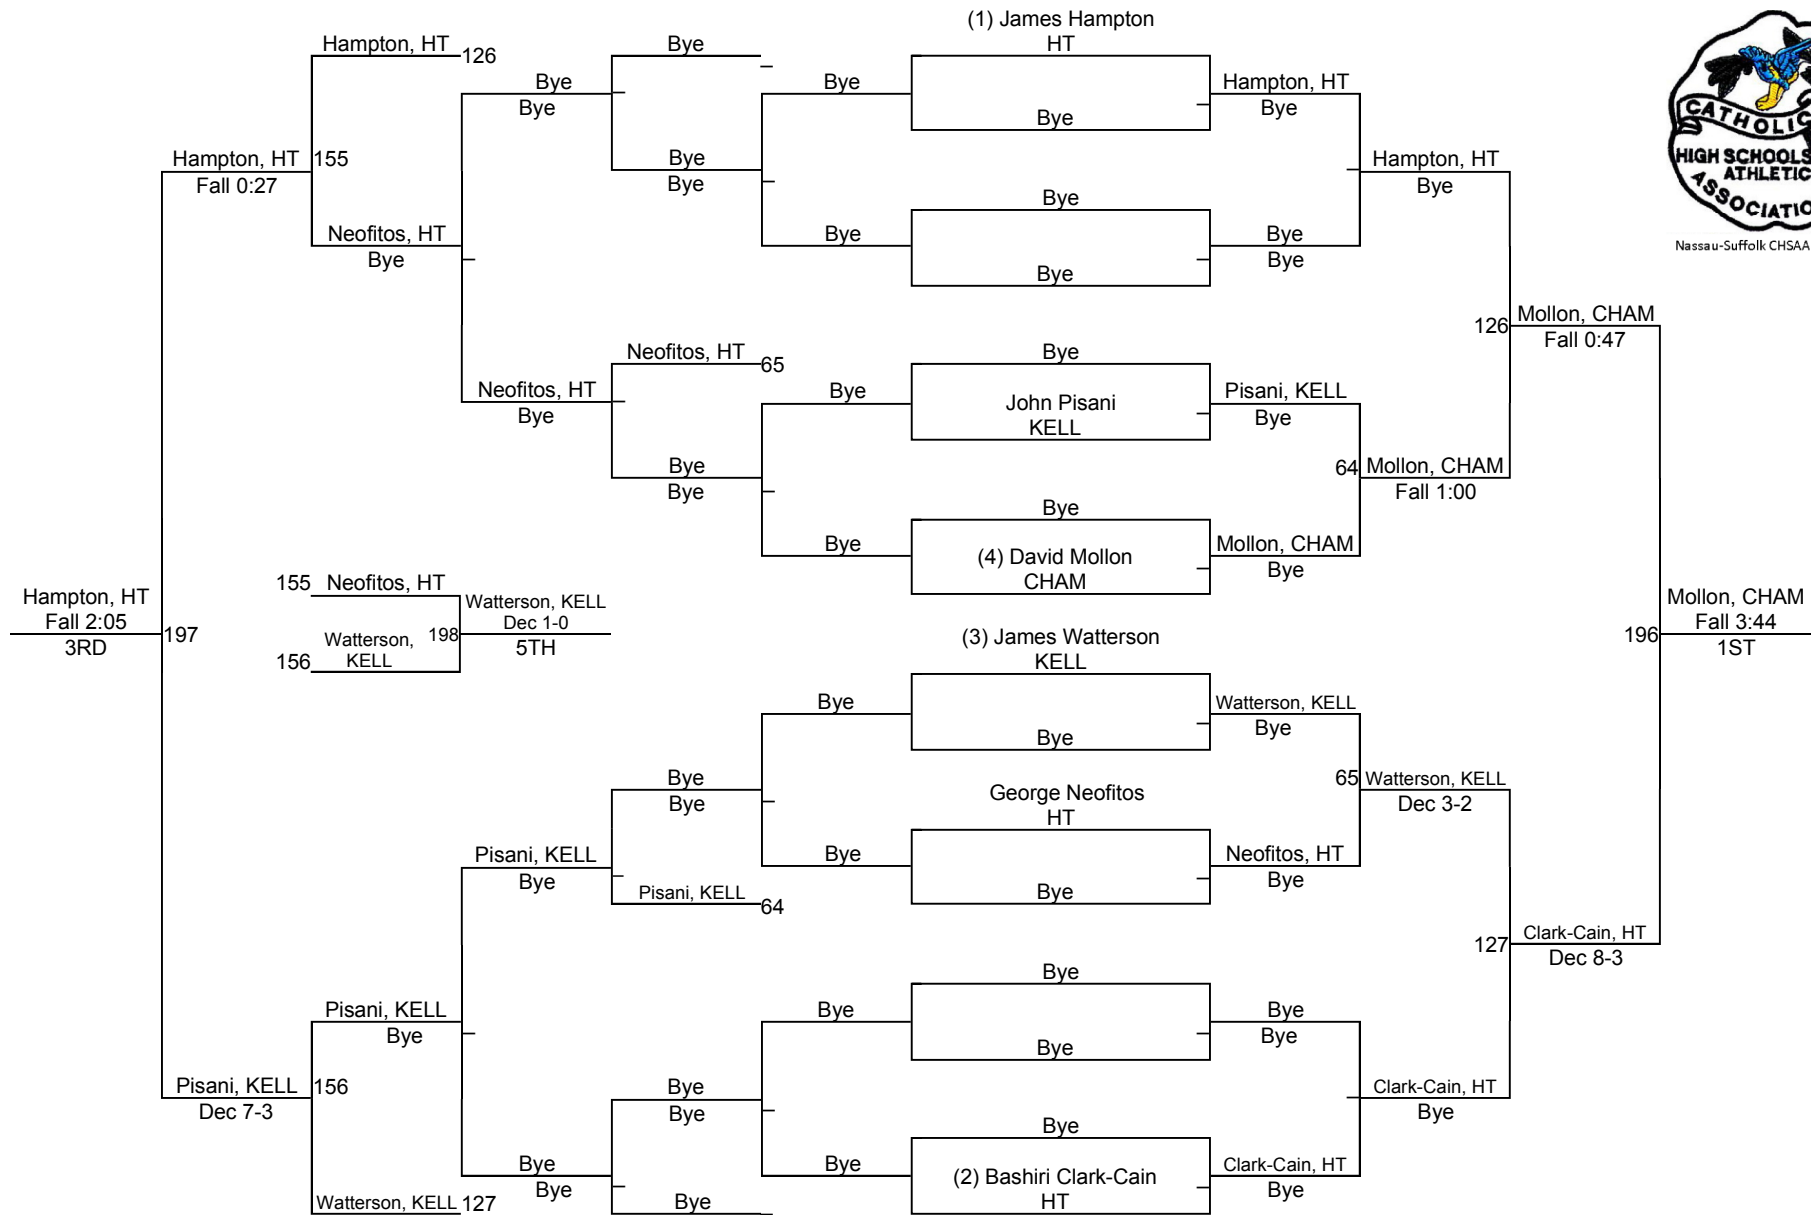 (1) James Hampton
HT
Hampton, HT
126
Bye
Bye
Bye
Bye
Hampton, HT
Bye
Bye
Hampton, HT
155
Fall 0:27
Bye
Bye
Hampton, HT
Bye
Neofitos, HT
Bye
Bye
Bye
Bye
Bye
Bye
CATHOLIC
HIGH SCHOOLS
ATHLETIC
ASSOCIATIO
Nassau-Suffolk CHSAA
126
Mollon, CHAM
Fall 0:47
Neofitos, HT
65
Bye
Neofitos, HT
Bye
Bye
John Pisani
KELL
Pisani, KELL
Bye
Bye
Bye
64
Mollon, CHAM
Fall 1:00
Bye
Bye
(4) David Mollon
CHAM
Mollon, CHAM
Bye
Hampton, HT
Fall 2:05
3RD
197
155
Neofitos, HT
Watterson,
KELL
156
198
Watterson, KELL
Dec 1-0
5TH
196
Mollon, CHAM
Fall 3:44
1ST
(3) James Watterson
KELL
Bye
Bye
Watterson, KELL
Bye
Bye
Bye
George Neofitos
HT
65
Watterson, KELL
Dec 3-2
Pisani, KELL
Bye
Bye
Bye
Neofitos, HT
Bye
Pisani, KELL
64
127
Clark-Cain, HT
Dec 8-3
Pisani, KELL
Bye
Bye
Bye
Bye
Bye
Bye
Pisani, KELL
156
Dec 7-3
Bye
Bye
Clark-Cain, HT
Bye
Bye
Bye
Bye
Bye
(2) Bashiri Clark-Cain
HT
Clark-Cain, HT
Bye
Watterson, KELL
127
Bye